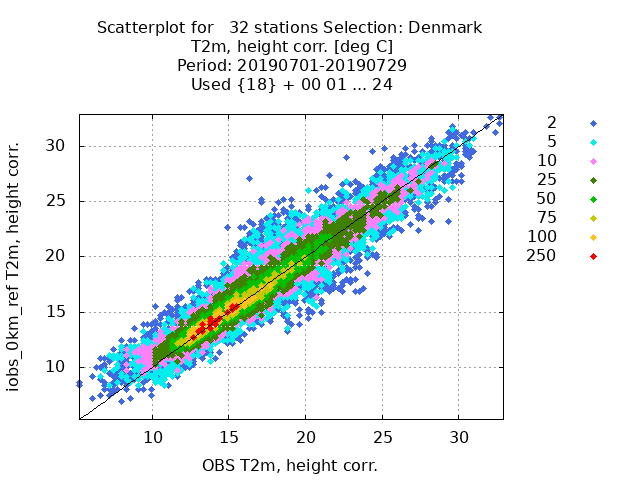 Scatterplot for 32 stations Selection: Denmark
T2m, height corr. [deg C]
Period: 20190701-20190729
Used {18} + 00 01 ... 24
iobs_0km_ref T2m, height corr.
30
25
20
15
10
10 15 20 25 30
OBS T2m, height corr.
2
5
10
25
50
75
100
250